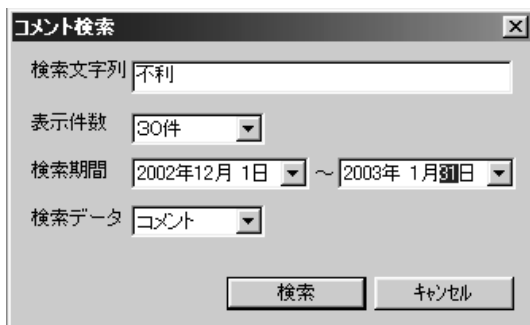 コメント検索
検索文字列 不利
表示件数 30件
検索期間 2002年12月 1日 ～ 2003年 1月31日
検索データ コメント
検索 キャンセル